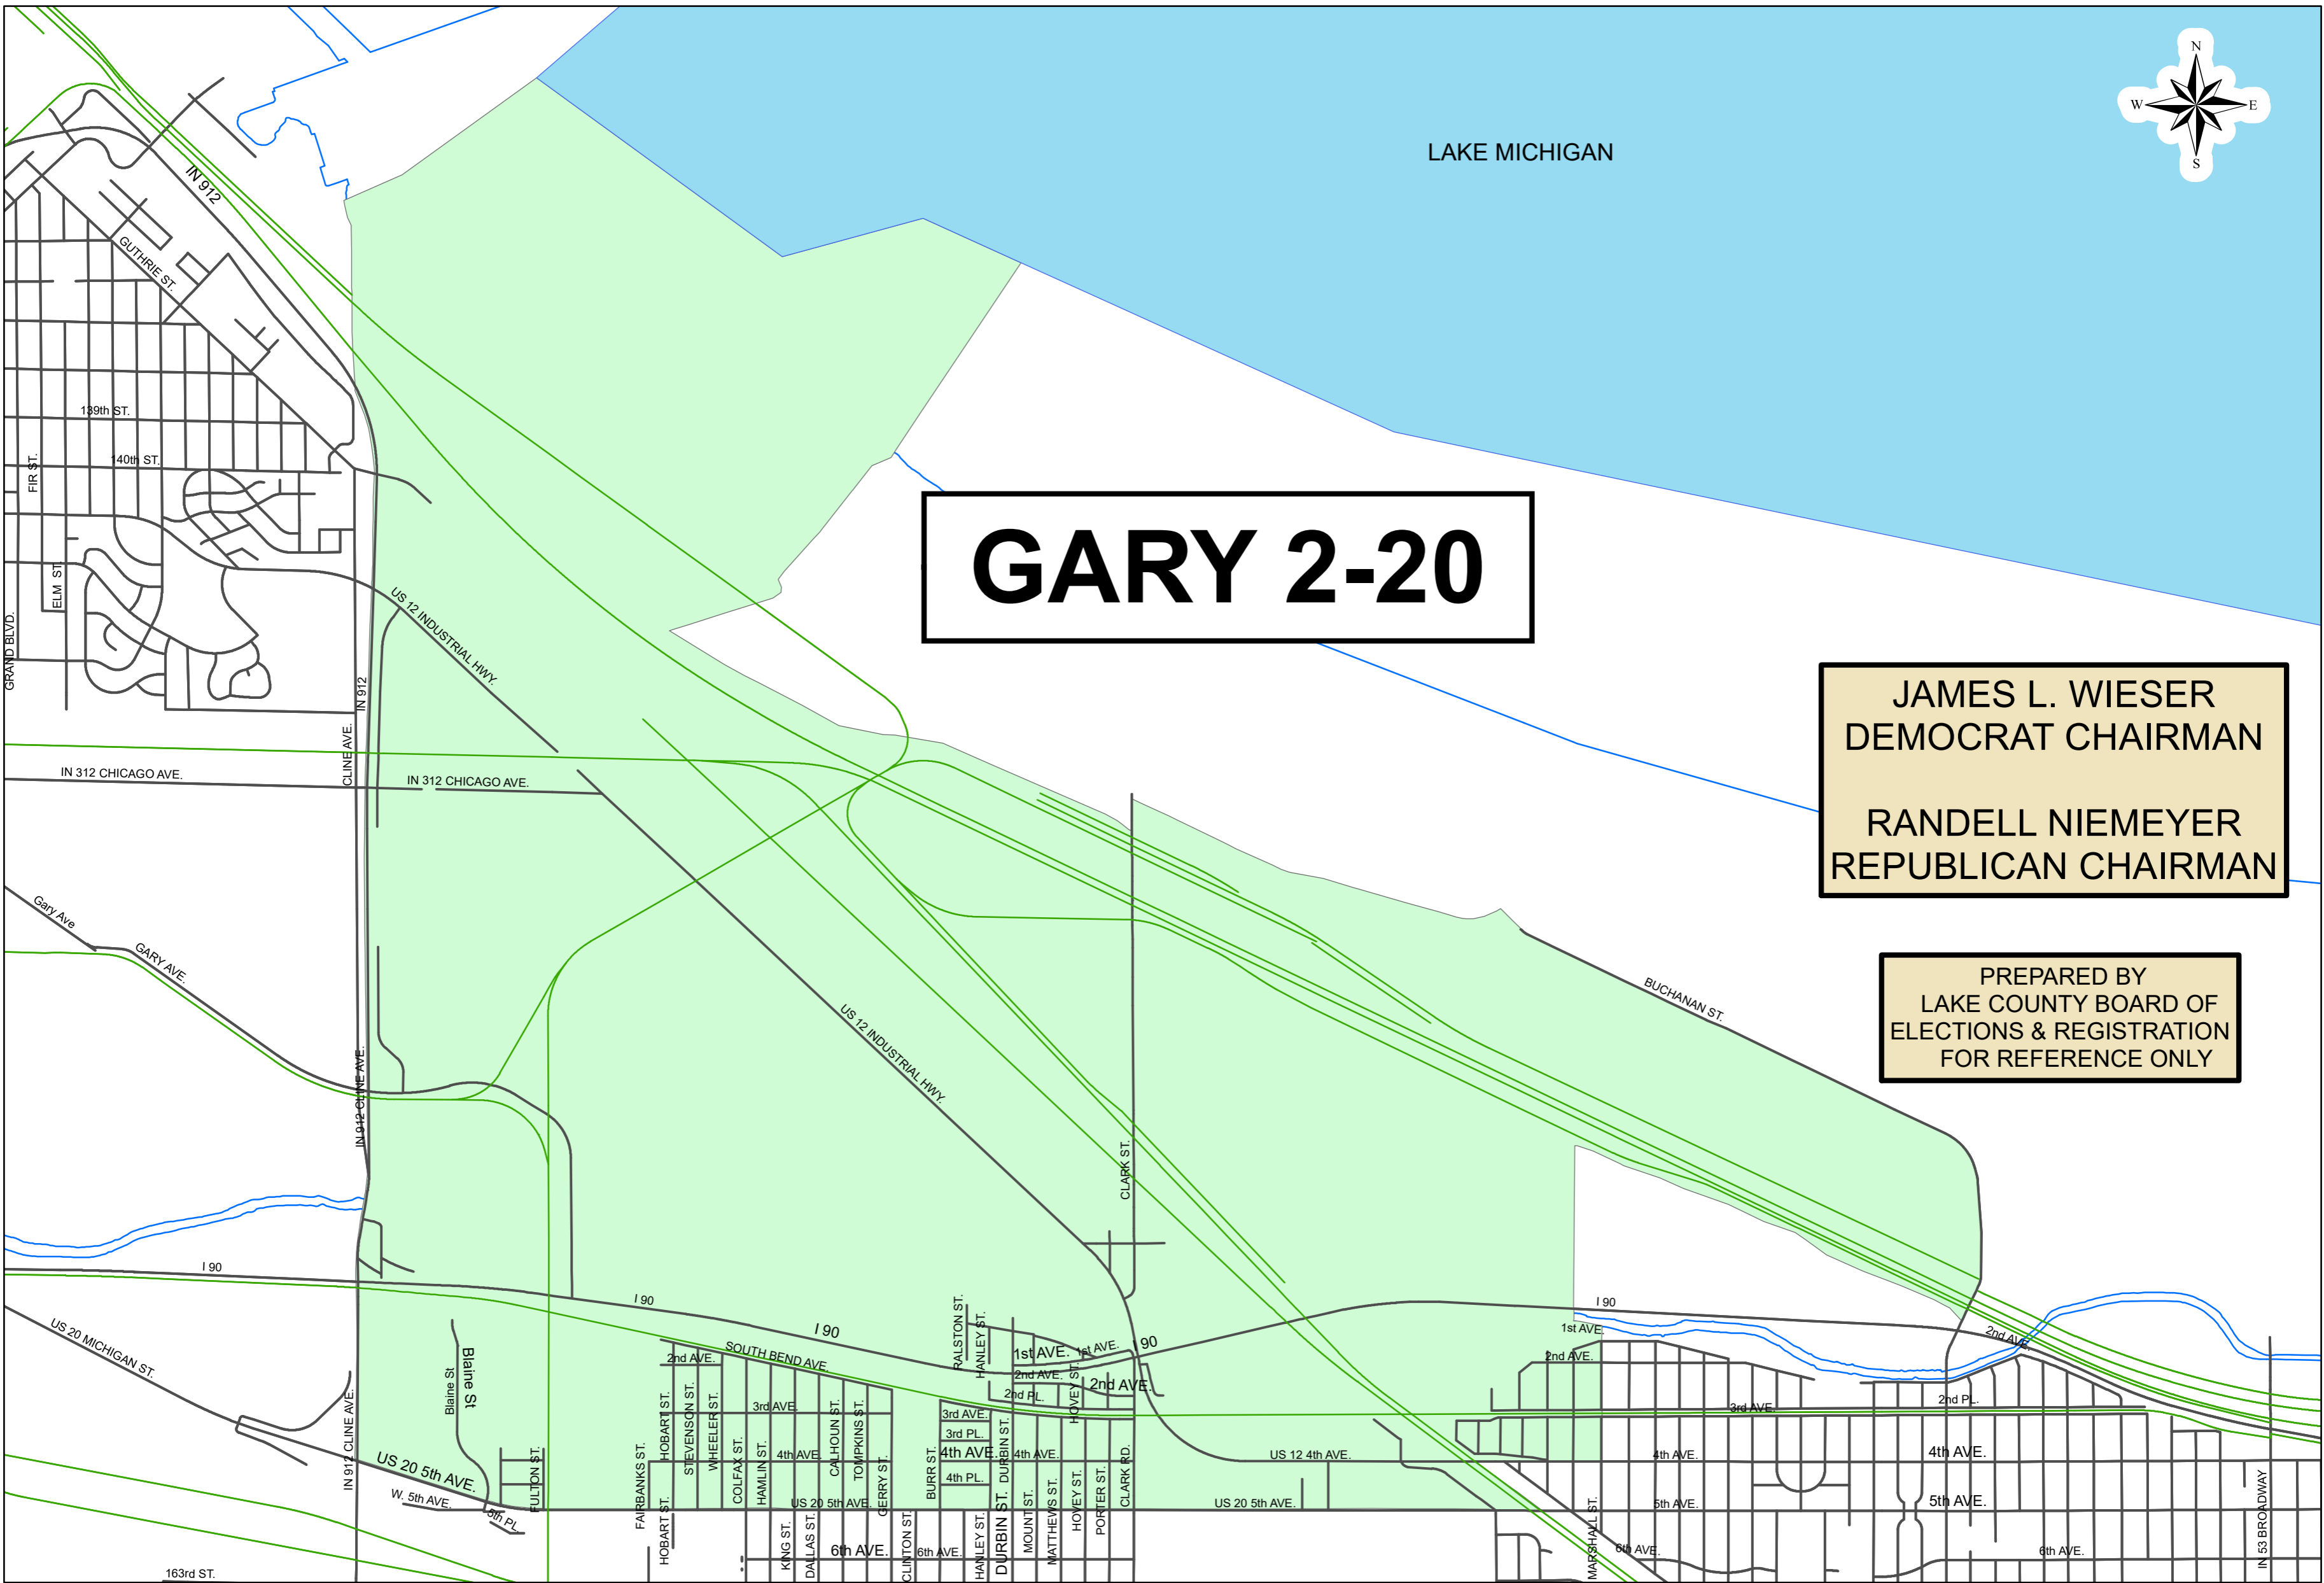 N
W
E
S
LAKE MICHIGAN
IN 912
GUTHRIE ST.
139th ST.
140th ST.
FIR ST.
ELM ST.
GRAND BLVD.
GARY 2-20
US 12 INDUSTRIAL HWY.
IN 912
CLINE AVE.
JAMES L. WIESER
DEMOCRAT CHAIRMAN
RANDELL NIEMEYER
REPUBLICAN CHAIRMAN
IN 312 CHICAGO AVE.
IN 312 CHICAGO AVE.
Gary Ave
GARY AVE.
PREPARED BY
LAKE COUNTY BOARD OF
ELECTIONS & REGISTRATION
FOR REFERENCE ONLY
BUCHANAN ST.
US 12 INDUSTRIAL HWY.
IN 912 CLINE AVE.
CLARK ST.
I 90
I 90
I 90
I 90
I 90
US 20 MICHIGAN ST.
Blaine St
Blaine St
IN 912 CLINE AVE.
US 20 5th AVE.
W. 5th AVE.
5th PL.
FULTON ST.
163rd ST.
SOUTH BEND AVE.
2nd AVE.
HOBART ST.
STEVENSON ST.
WHEELER ST.
COLFAX ST.
HAMLIN ST.
3rd AVE.
CALHOUN ST.
TOMPKINS ST.
GERRY ST.
4th AVE.
FAIRBANKS ST.
HOBART ST.
US 20 5th AVE.
KING ST.
DALLAS ST.
6th AVE.
CLINTON ST.
6th AVE.
RALSTON ST.
HANLEY ST.
1st AVE.
1st AVE.
2nd AVE.
2nd AVE.
2nd PL.
HOVEY ST.
3rd AVE.
3rd PL.
4th AVE.
4th AVE.
4th PL.
BURR ST.
DURBIN ST.
HANLEY ST.
DURBIN ST.
MOUNT ST.
MATTHEWS ST.
HOVEY ST.
PORTER ST.
CLARK RD.
US 12 4th AVE.
US 20 5th AVE.
1st AVE.
2nd AVE.
2nd AVE.
2nd PL.
3rd AVE.
4th AVE.
4th AVE.
5th AVE.
5th AVE.
MARSHALL ST.
6th AVE.
6th AVE.
IN 53 BROADWAY